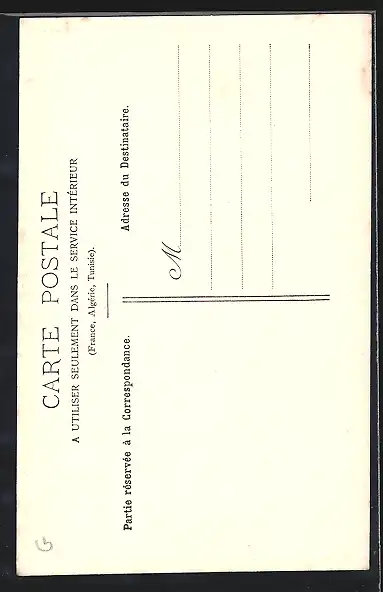 CARTE POSTALE
A UTILISER SEULEMENT DANS LE SERVICE INTÉRIEUR
(France, Algérie, Tunisie).
Partie réservée à la Correspondance.
Adresse du Destinataire.
M